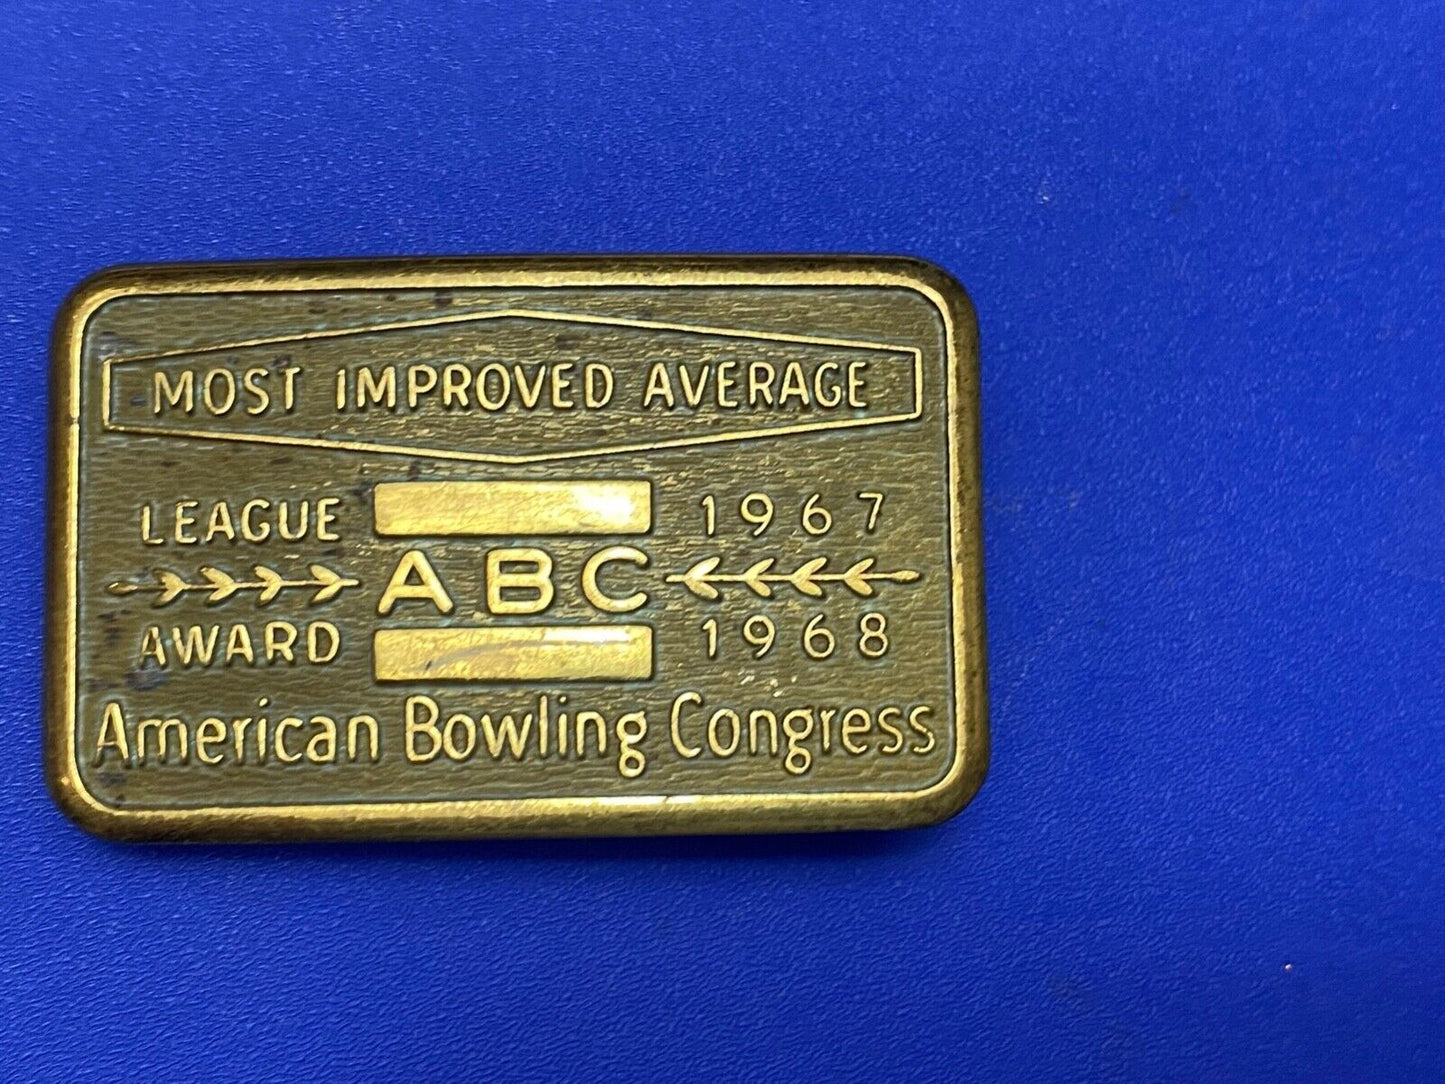 MOST IMPROVED AVERAGE
LEAGUE 1967
ABC
AWARD 1968
American Bowling Congress